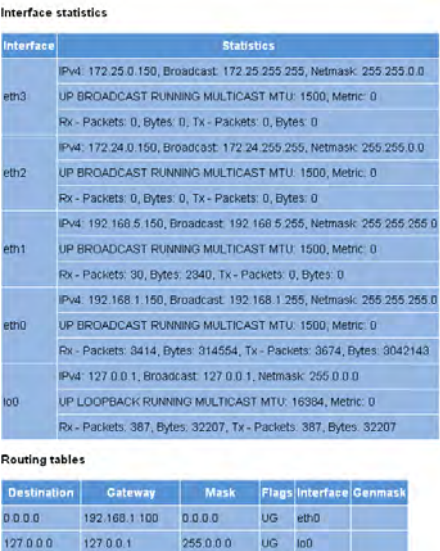 Interface statistics
Interface Statistics
eth3
IPv4: 172.25.0.150, Broadcast: 172.25.255.255, Netmask: 255.255.0.0
UP BROADCAST RUNNING MULTICAST MTU: 1500, Metric: 0
Rx - Packets: 0, Bytes: 0, Tx - Packets: 0, Bytes: 0
eth2
IPv4: 172.24.0.150, Broadcast: 172.24.255.255, Netmask: 255.255.0.0
UP BROADCAST RUNNING MULTICAST MTU: 1500, Metric: 0
Rx - Packets: 0, Bytes: 0, Tx - Packets: 0, Bytes: 0
eth1
IPv4: 192.168.5.150, Broadcast: 192.168.5.255, Netmask: 255.255.255.0
UP BROADCAST RUNNING MULTICAST MTU: 1500, Metric: 0
Rx - Packets: 30, Bytes: 2340, Tx - Packets: 0, Bytes: 0
eth0
IPv4: 192.168.1.150, Broadcast: 192.168.1.255, Netmask: 255.255.255.0
UP BROADCAST RUNNING MULTICAST MTU: 1500, Metric: 0
Rx - Packets: 3414, Bytes: 314554, Tx - Packets: 3674, Bytes: 3042143
lo0
IPv4: 127.0.0.1, Broadcast: 127.0.0.1, Netmask: 255.0.0.0
UP LOOPBACK RUNNING MULTICAST MTU: 16384, Metric: 0
Rx - Packets: 387, Bytes: 32207, Tx - Packets: 387, Bytes: 32207
Routing tables
Destination Gateway Mask Flags Interface Genmask
0.0.0.0 192.168.1.100 0.0.0.0 UG eth0
127.0.0.0 127.0.0.1 255.0.0.0 UG lo0